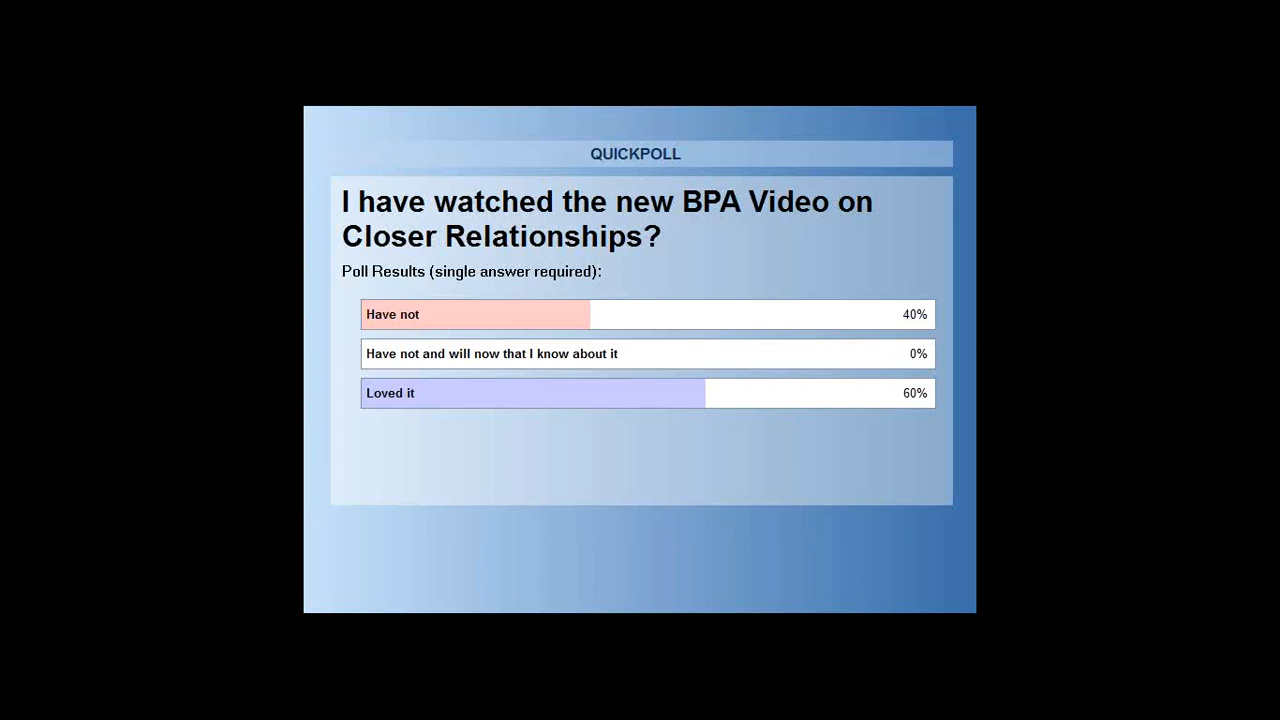 QUICKPOLL
I have watched the new BPA Video on
Closer Relationships?
Poll Results (single answer required):
Have not 40%
Have not and will now that I know about it 0%
Loved it 60%